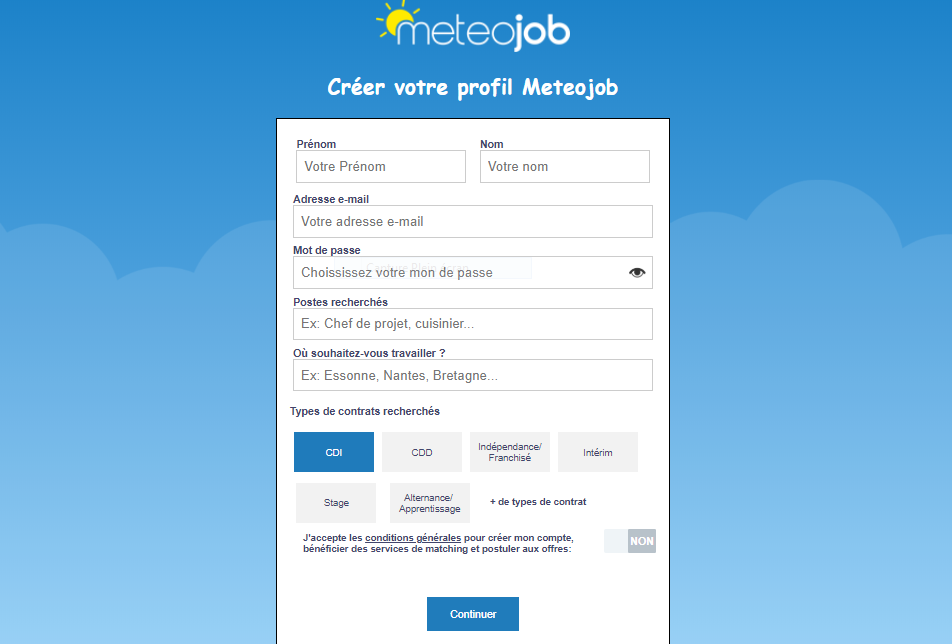 meteojob
Créer votre profil Meteojob
Prénom Nom
Votre Prénom Votre nom
Adresse e-mail
Votre adresse e-mail
Mot de passe
Choississez votre mon de passe
Postes recherchés
Ex: Chef de projet, cuisinier...
Où souhaitez-vous travailler ?
Ex: Essonne, Nantes, Bretagne...
Types de contrats recherchés
CDI CDD Indépendance/ Intérim
Franchisé
Stage Alternance/ + de types de contrat
Apprentissage
J'accepte les conditions générales pour créer mon compte,
bénéficier des services de matching et postuler aux offres: NON
Continuer